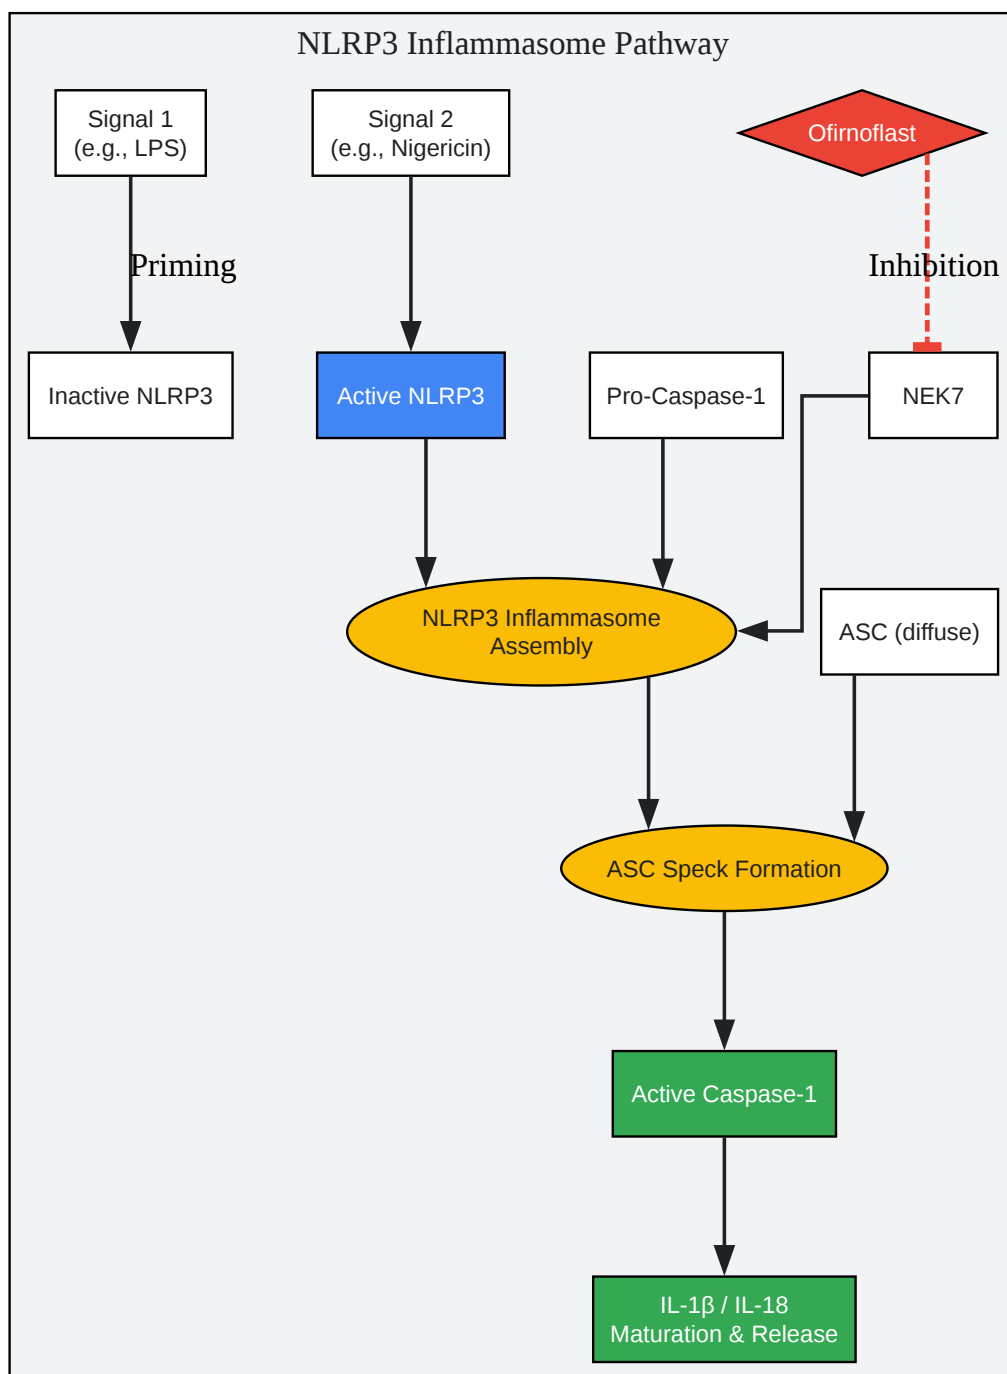 NLRP3 Inflammasome Pathway
Signal 1
(e.g., LPS)
Signal 2
(e.g., Nigericin)
Ofirnoflast
Priming
Inhibition
Inactive NLRP3
Active NLRP3
Pro-Caspase-1
NEK7
NLRP3 Inflammasome
Assembly
ASC (diffuse)
ASC Speck Formation
Active Caspase-1
IL-1β / IL-18
Maturation & Release